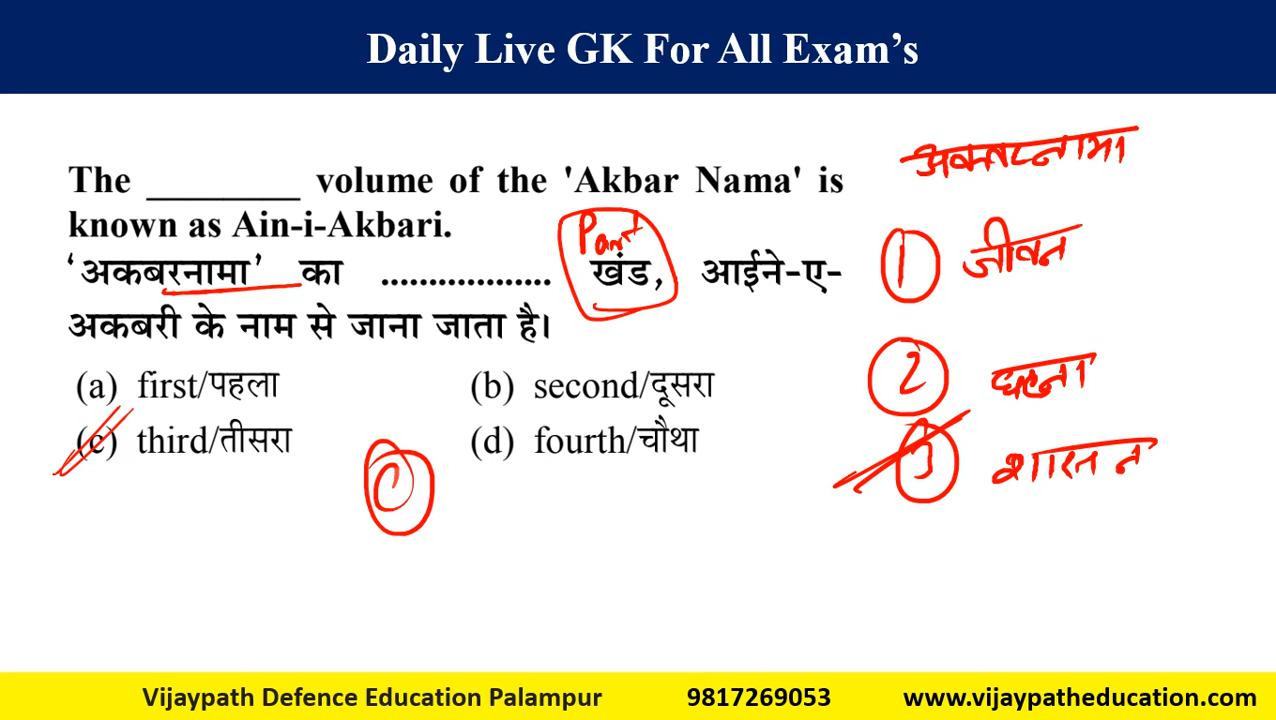 Daily Live GK For All Exam's
The ________ volume of the 'Akbar Nama' is
known as Ain-i-Akbari.
Part
'अकबरनामा' का .................. खंड, आईने-ए-
अकबरी के नाम से जाना जाता है।
(a) first/पहला
(b) second/दूसरा
(c) third/तीसरा
(d) fourth/चौथा
C
अकबरनामा
1 जीवन
2
3 शासन
Vijaypath Defence Education Palampur
9817269053
www.vijaypatheducation.com